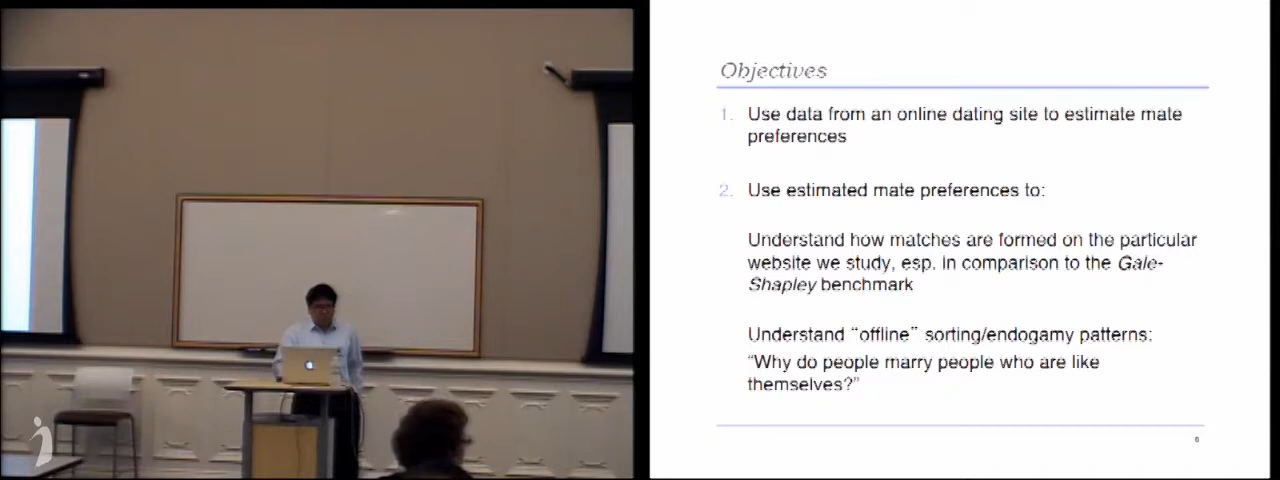 Objectives
1. Use data from an online dating site to estimate mate
preferences
2. Use estimated mate preferences to:
Understand how matches are formed on the particular
website we study, esp. in comparison to the Gale-
Shapley benchmark
Understand “offline” sorting/endogamy patterns:
“Why do people marry people who are like
themselves?”
6